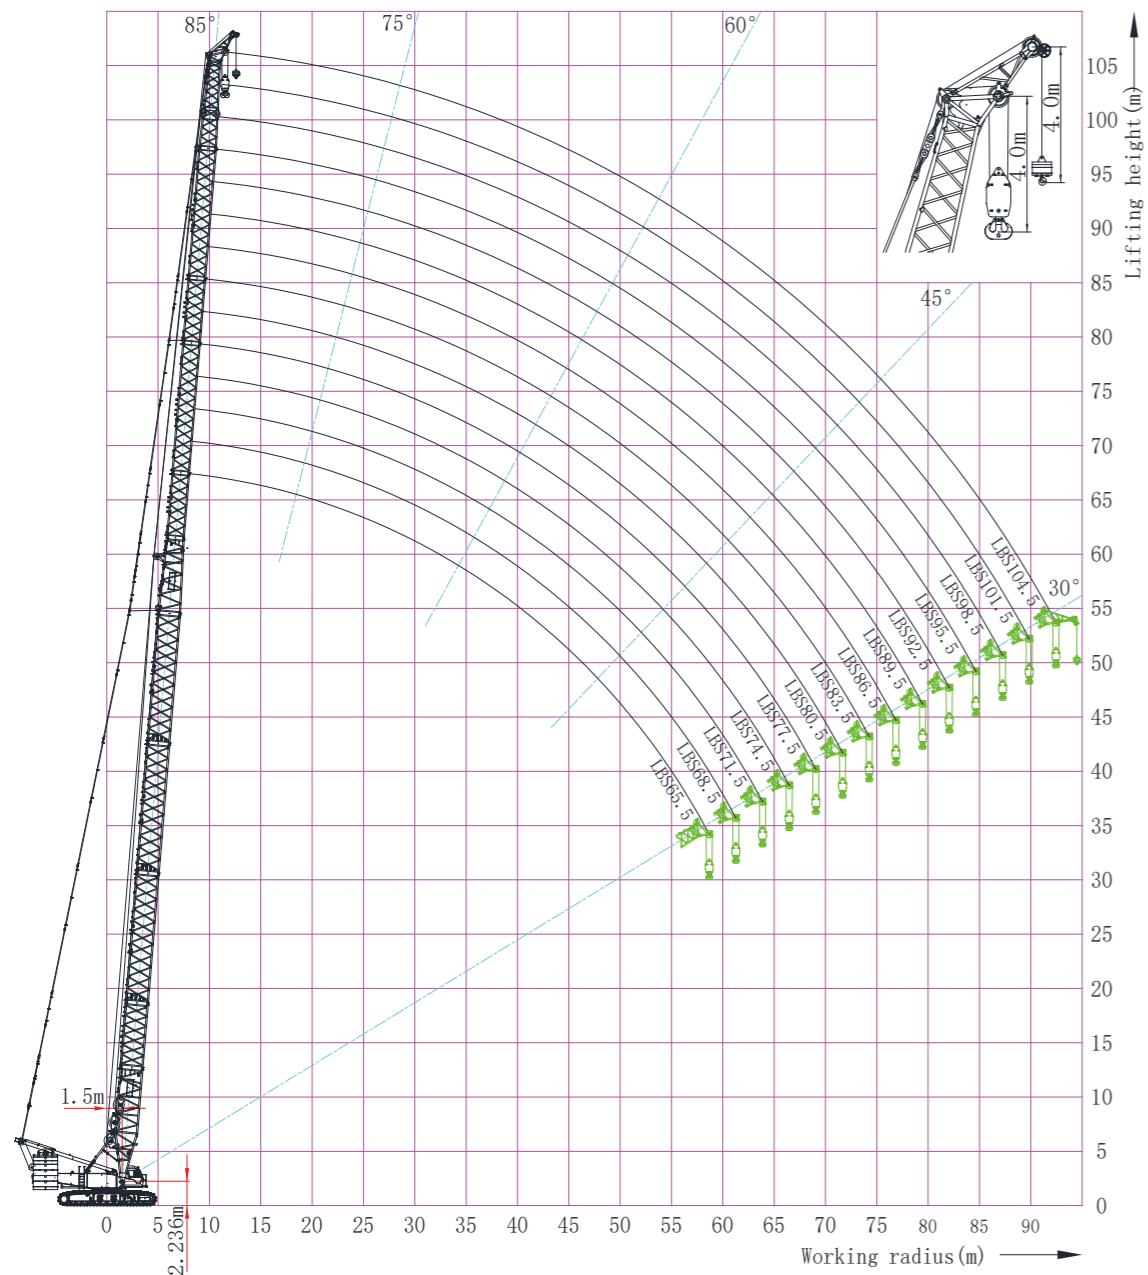 85°
75°
60°
105
100
95
90
85
80
75
70
65
60
55
50
45
40
35
30
25
20
15
10
5
0
Lifting height(m)
4.0m
4.0m
45°
30°
LBS104.5
LBS101.5
LBS98.5
LBS95.5
LBS92.5
LBS89.5
LBS86.5
LBS83.5
LBS80.5
LBS77.5
LBS74.5
LBS71.5
LBS68.5
LBS65.5
1.5m
2.236m
0 5 10 15 20 25 30 35 40 45 50 55 60 65 70 75 80 85 90
Working radius(m)